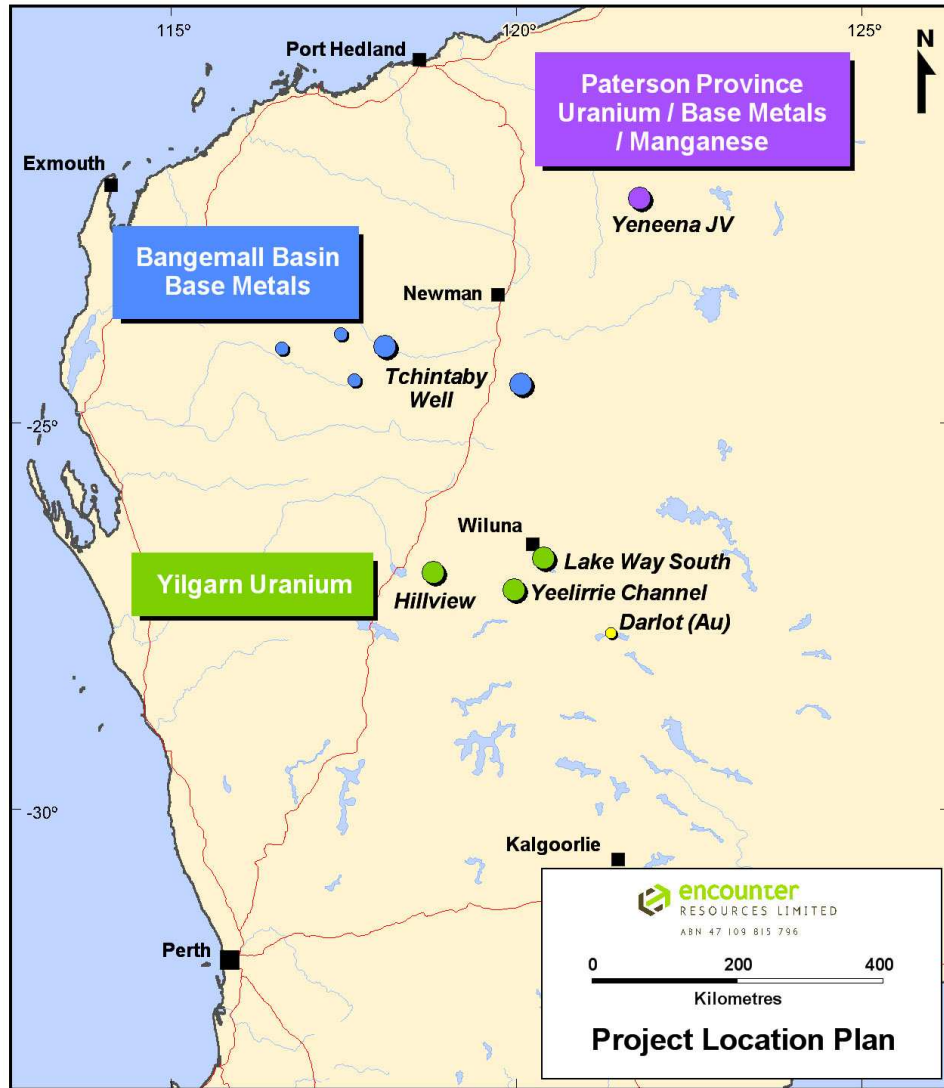 115º
120º
125º
Port Hedland
N
Paterson Province
Uranium / Base Metals
/ Manganese
Exmouth
Yeneena JV
Bangemall Basin
Base Metals
Newman
Tchintaby
Well
-25º
Wiluna
Lake Way South
Yilgarn Uranium
Hillview
Yeelirrie Channel
Darlot (Au)
-30º
Kalgoorlie
encounter
RESOURCES LIMITED
ABN 47 109 815 796
Perth
0 200 400
Kilometres
Project Location Plan